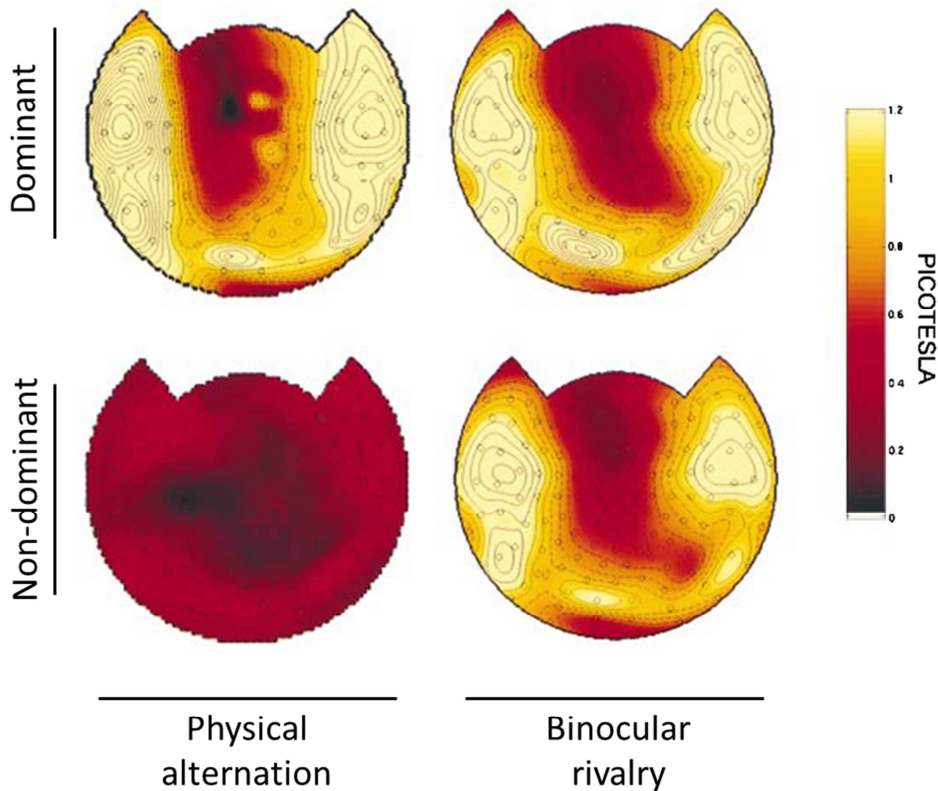 Dominant
Non-dominant
1.2
1
0.8
0.6
0 4
0.2
0
PICOTESLA
Physical
alternation
Binocular
rivalry